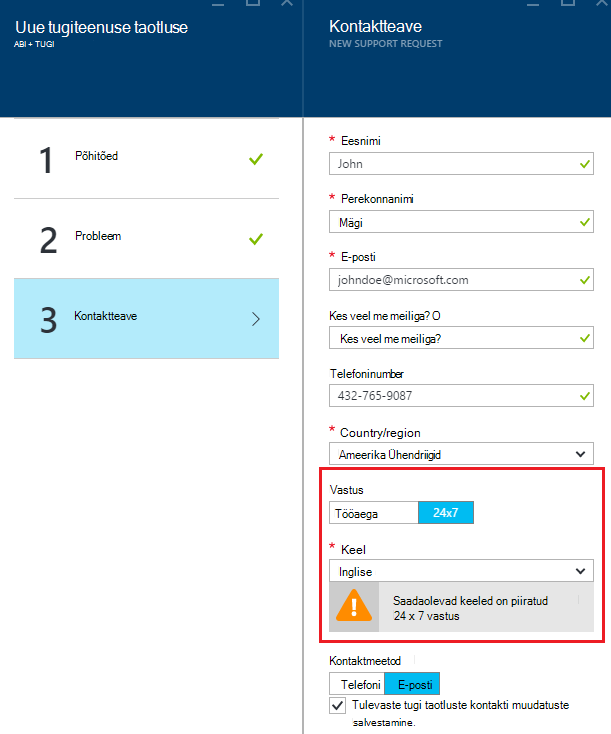 Uue tugiteenuse taotluse
ABI + TUGI
1 Põhitõed
2 Probleem
3 Kontaktteave
Kontaktteave
NEW SUPPORT REQUEST
* Eesnimi
John
* Perekonnanimi
Mägi
* E-posti
johndoe@microsoft.com
Kes veel me meiliga? O
Kes veel me meiliga?
Telefoninumber
432-765-9087
* Country/region
Ameerika Ühendriigid
Vastus
Tööaega 24x7
* Keel
Inglise
Saadaolevad keeled on piiratud
24 x 7 vastus
Kontaktmeetod
Telefoni E-posti
Tulevaste tugi taotluste kontakti muudatuste
salvestamine.